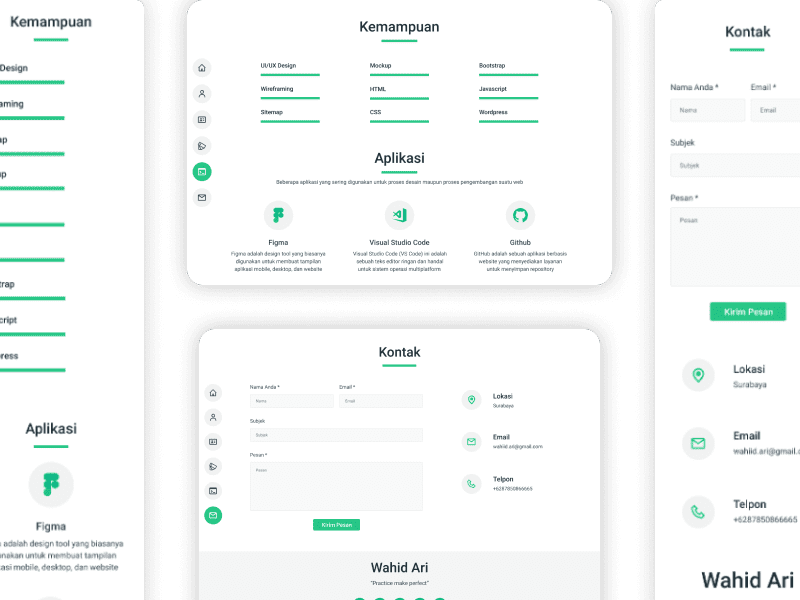 Kemampuan
Design
aming
ap
up
trap
cript
ress
Aplikasi
Figma
adalah design tool yang biasanya
unakan untuk membuat tampilan
asi mobile, desktop, dan website
Kemampuan
UI/UX Design
Mockup
Bootstrap
Wireframing
HTML
Javascript
Sitemap
CSS
Wordpress
Aplikasi
Beberapa aplikasi yang sering digunakan untuk proses desain maupun proses pengembangan suatu web
Figma
Figma adalah design tool yang biasanya
digunakan untuk membuat tampilan
aplikasi mobile, desktop, dan website
Visual Studio Code
Visual Studio Code (VS Code) ini adalah
sebuah teks editor ringan dan handal
untuk sistem operasi multiplatform
Github
GitHub adalah sebuah aplikasi berbasis
website yang menyediakan layanan
untuk menyimpan repository
Kontak
Nama Anda *
Email *
Nama
Email
Subjek
Subjek
Pesan *
Pesan
Kirim Pesan
Lokasi
Surabaya
Email
wahiid.ari@gmail.com
Telpon
+6287850866665
Wahid Ari
"Practice make perfect"
Kontak
Nama Anda *
Email *
Nama
Email
Subjek
Subjek
Pesan *
Pesan
Kirim Pesan
Lokasi
Surabaya
Email
wahiid.ari@gmail.c
Telpon
+6287850866665
Wahid Ari